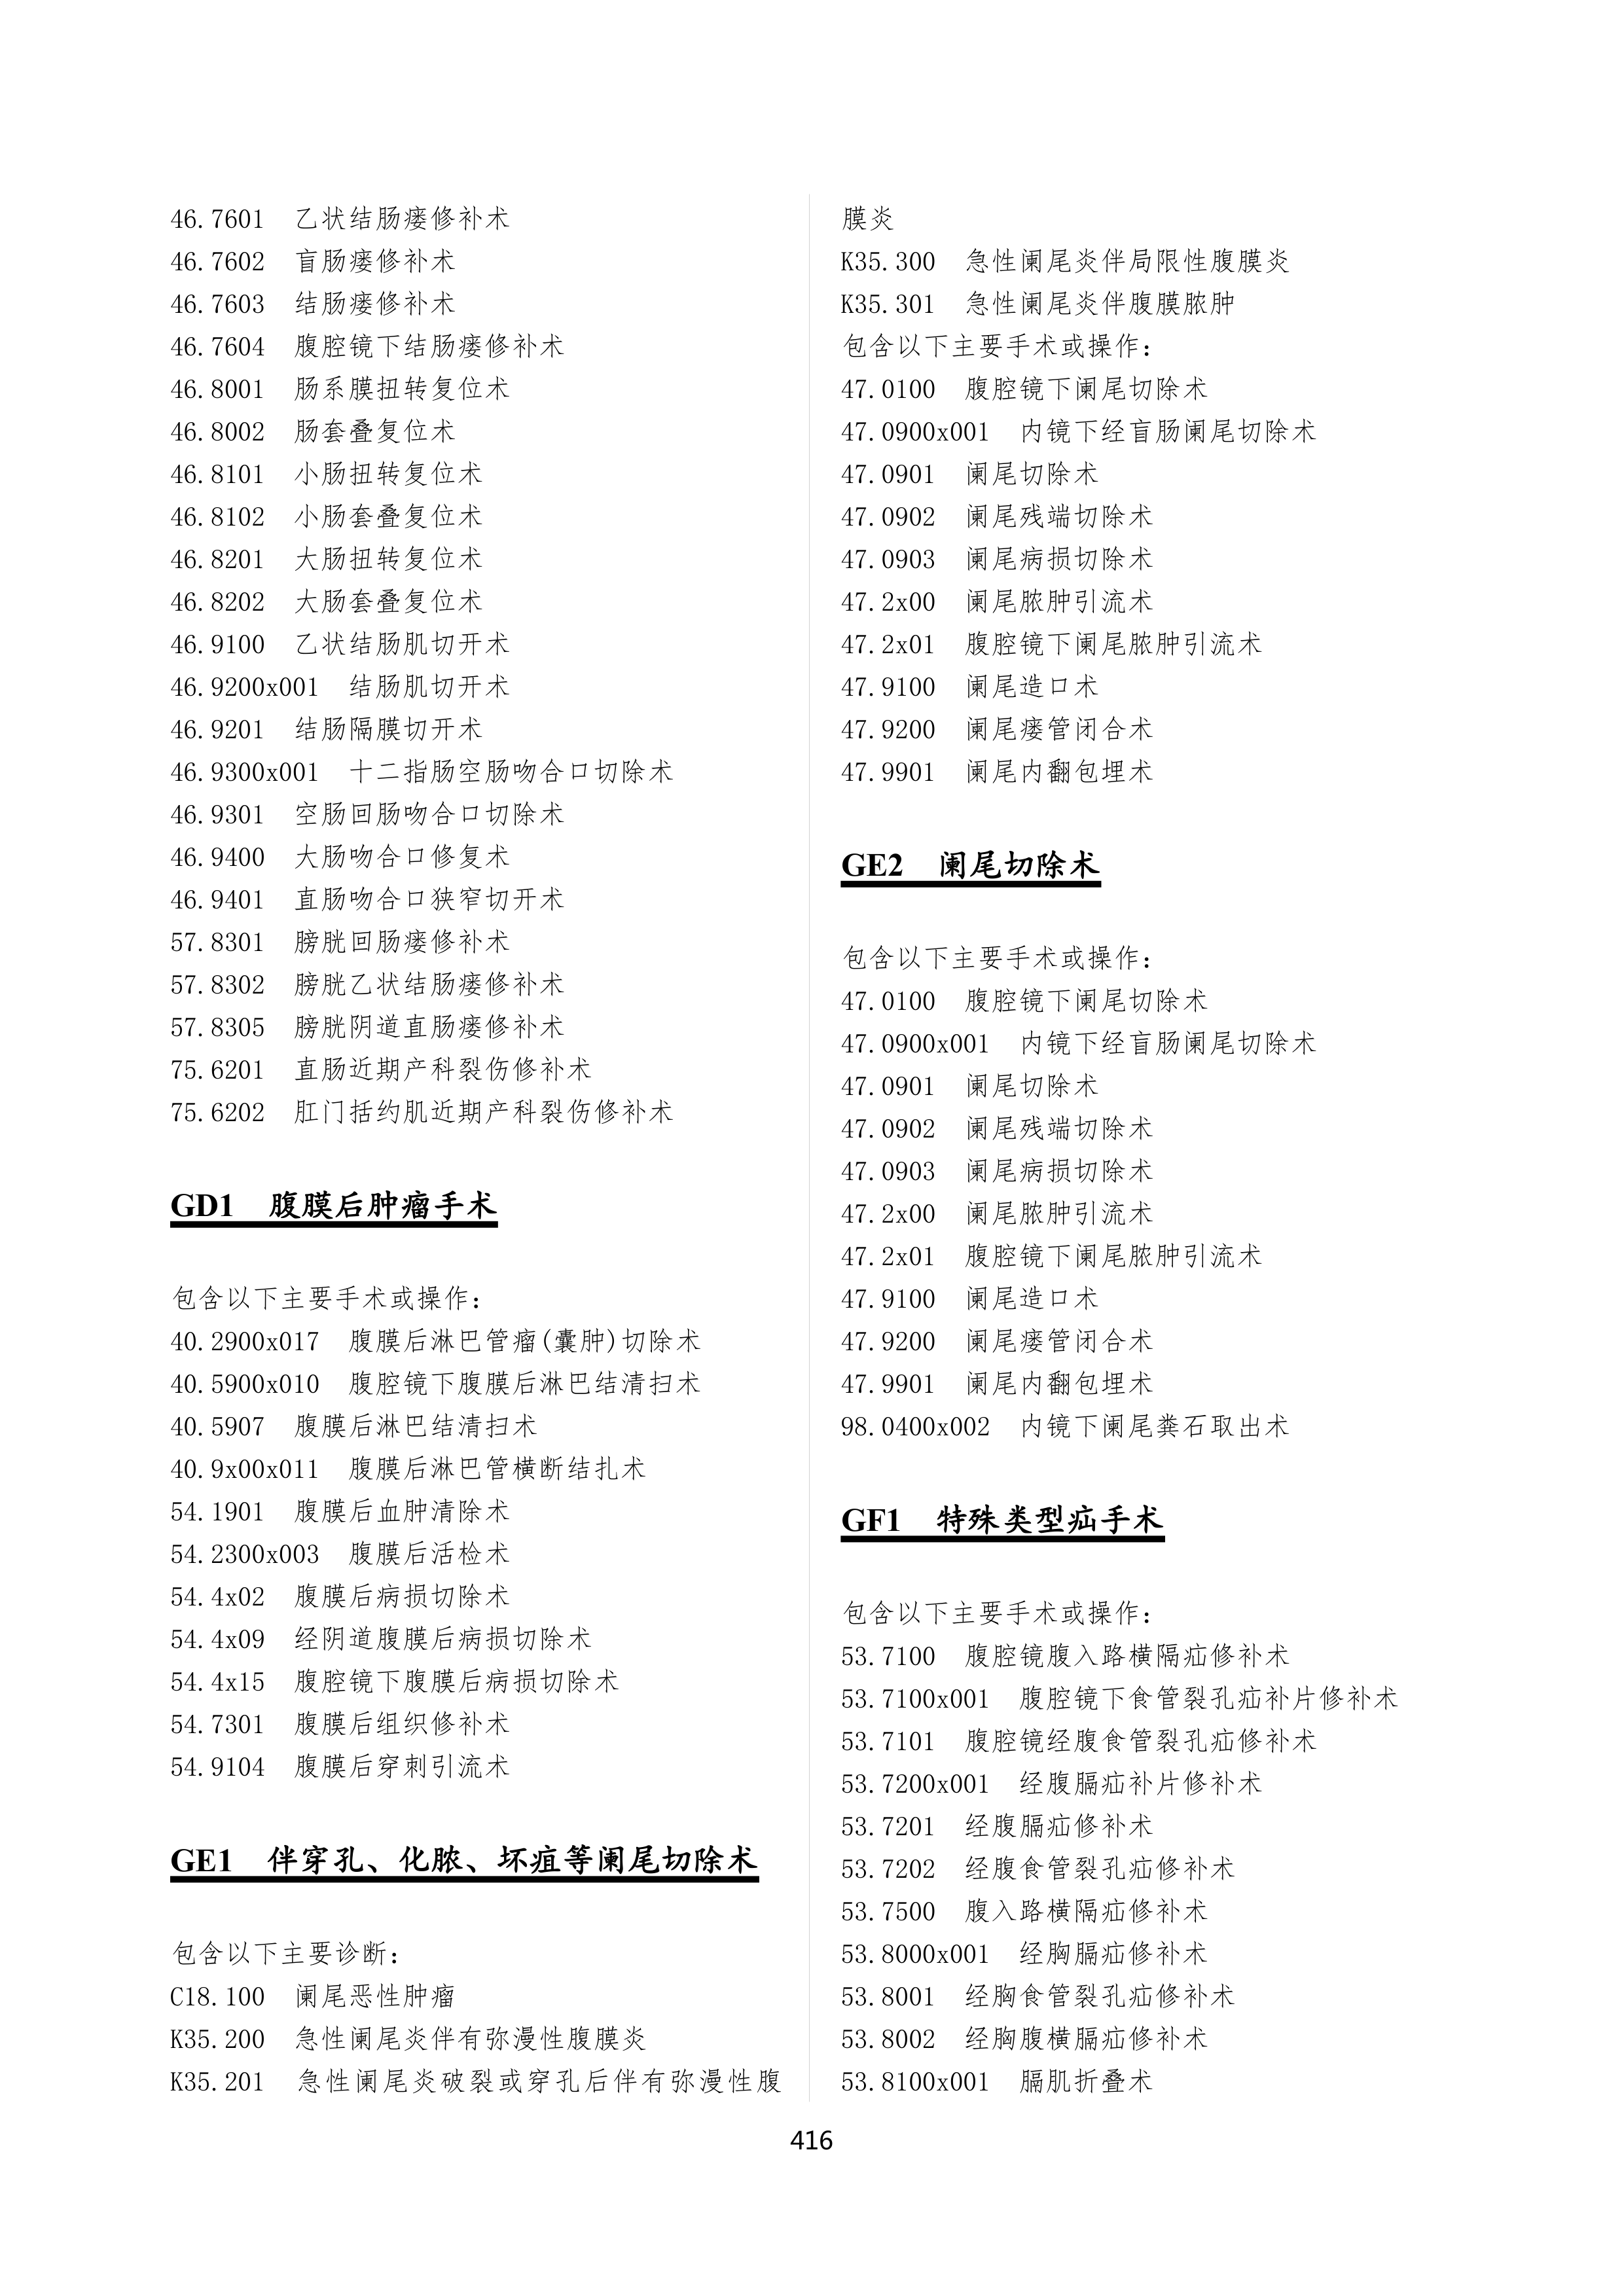 46.7601 乙状结肠瘘修补术
46.7602 盲肠瘘修补术
46.7603 结肠瘘修补术
46.7604 腹腔镜下结肠瘘修补术
46.8001 肠系膜扭转复位术
46.8002 肠套叠复位术
46.8101 小肠扭转复位术
46.8102 小肠套叠复位术
46.8201 大肠扭转复位术
46.8202 大肠套叠复位术
46.9100 乙状结肠肌切开术
46.9200x001 结肠肌切开术
46.9201 结肠隔膜切开术
46.9300x001 十二指肠空肠吻合口切除术
46.9301 空肠回肠吻合口切除术
46.9400 大肠吻合口修复术
46.9401 直肠吻合口狭窄切开术
57.8301 膀胱回肠瘘修补术
57.8302 膀胱乙状结肠瘘修补术
57.8305 膀胱阴道直肠瘘修补术
75.6201 直肠近期产科裂伤修补术
75.6202 肛门括约肌近期产科裂伤修补术
GD1 腹膜后肿瘤手术
包含以下主要手术或操作:
40.2900x017 腹膜后淋巴管瘤(囊肿)切除术
40.5900x010 腹腔镜下腹膜后淋巴结清扫术
40.5907 腹膜后淋巴结清扫术
40.9x00x011 腹膜后淋巴管横断结扎术
54.1901 腹膜后血肿清除术
54.2300x003 腹膜后活检术
54.4x02 腹膜后病损切除术
54.4x09 经阴道腹膜后病损切除术
54.4x15 腹腔镜下腹膜后病损切除术
54.7301 腹膜后组织修补术
54.9104 腹膜后穿刺引流术
GE1 伴穿孔、化脓、坏疽等阑尾切除术
包含以下主要诊断:
C18.100 阑尾恶性肿瘤
K35.200 急性阑尾炎伴有弥漫性腹膜炎
K35.201 急性阑尾炎破裂或穿孔后伴有弥漫性腹
膜炎
K35.300 急性阑尾炎伴局限性腹膜炎
K35.301 急性阑尾炎伴腹膜脓肿
包含以下主要手术或操作:
47.0100 腹腔镜下阑尾切除术
47.0900x001 内镜下经盲肠阑尾切除术
47.0901 阑尾切除术
47.0902 阑尾残端切除术
47.0903 阑尾病损切除术
47.2x00 阑尾脓肿引流术
47.2x01 腹腔镜下阑尾脓肿引流术
47.9100 阑尾造口术
47.9200 阑尾瘘管闭合术
47.9901 阑尾内翻包埋术
GE2 阑尾切除术
包含以下主要手术或操作:
47.0100 腹腔镜下阑尾切除术
47.0900x001 内镜下经盲肠阑尾切除术
47.0901 阑尾切除术
47.0902 阑尾残端切除术
47.0903 阑尾病损切除术
47.2x00 阑尾脓肿引流术
47.2x01 腹腔镜下阑尾脓肿引流术
47.9100 阑尾造口术
47.9200 阑尾瘘管闭合术
47.9901 阑尾内翻包埋术
98.0400x002 内镜下阑尾粪石取出术
GF1 特殊类型疝手术
包含以下主要手术或操作:
53.7100 腹腔镜腹入路横隔疝修补术
53.7100x001 腹腔镜下食管裂孔疝补片修补术
53.7101 腹腔镜经腹食管裂孔疝修补术
53.7200x001 经腹膈疝补片修补术
53.7201 经腹膈疝修补术
53.7202 经腹食管裂孔疝修补术
53.7500 腹入路横隔疝修补术
53.8000x001 经胸膈疝修补术
53.8001 经胸食管裂孔疝修补术
53.8002 经胸腹横膈疝修补术
53.8100x001 膈肌折叠术
416